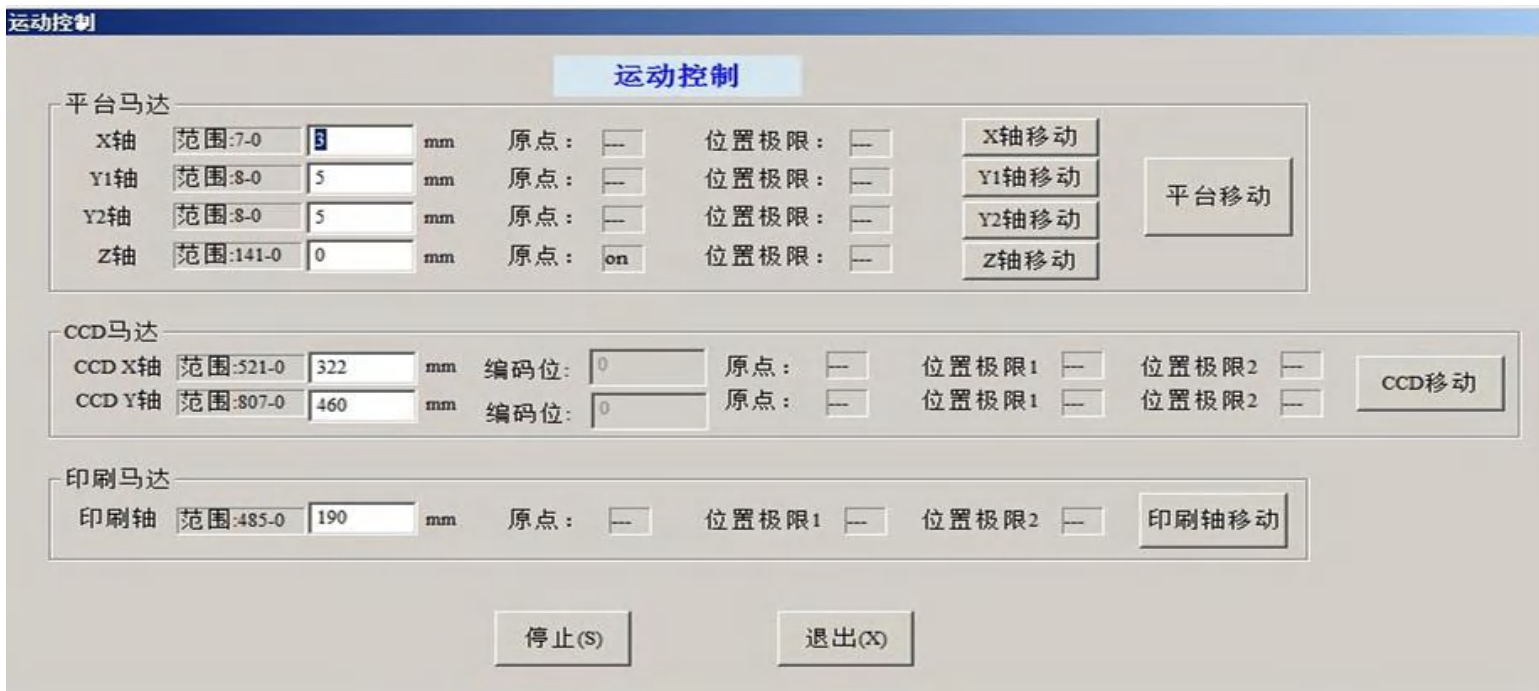 运动控制
运动控制
平台马达
X轴 范围:7-0 3 mm 原点: --- 位置极限: --- X轴移动
Y1轴 范围:8-0 5 mm 原点: --- 位置极限: --- Y1轴移动
平台移动
Y2轴 范围:8-0 5 mm 原点: --- 位置极限: --- Y2轴移动
Z轴 范围:141-0 0 mm 原点: on 位置极限: --- Z轴移动
CCD马达
CCD X轴 范围:521-0 322 mm 编码位: 0 原点: --- 位置极限1 --- 位置极限2 ---
CCD移动
CCD Y轴 范围:807-0 460 mm 编码位: 0 原点: --- 位置极限1 --- 位置极限2 ---
印刷马达
印刷轴 范围:485-0 190 mm 原点: --- 位置极限1 --- 位置极限2 --- 印刷轴移动
停止(S) 退出(X)